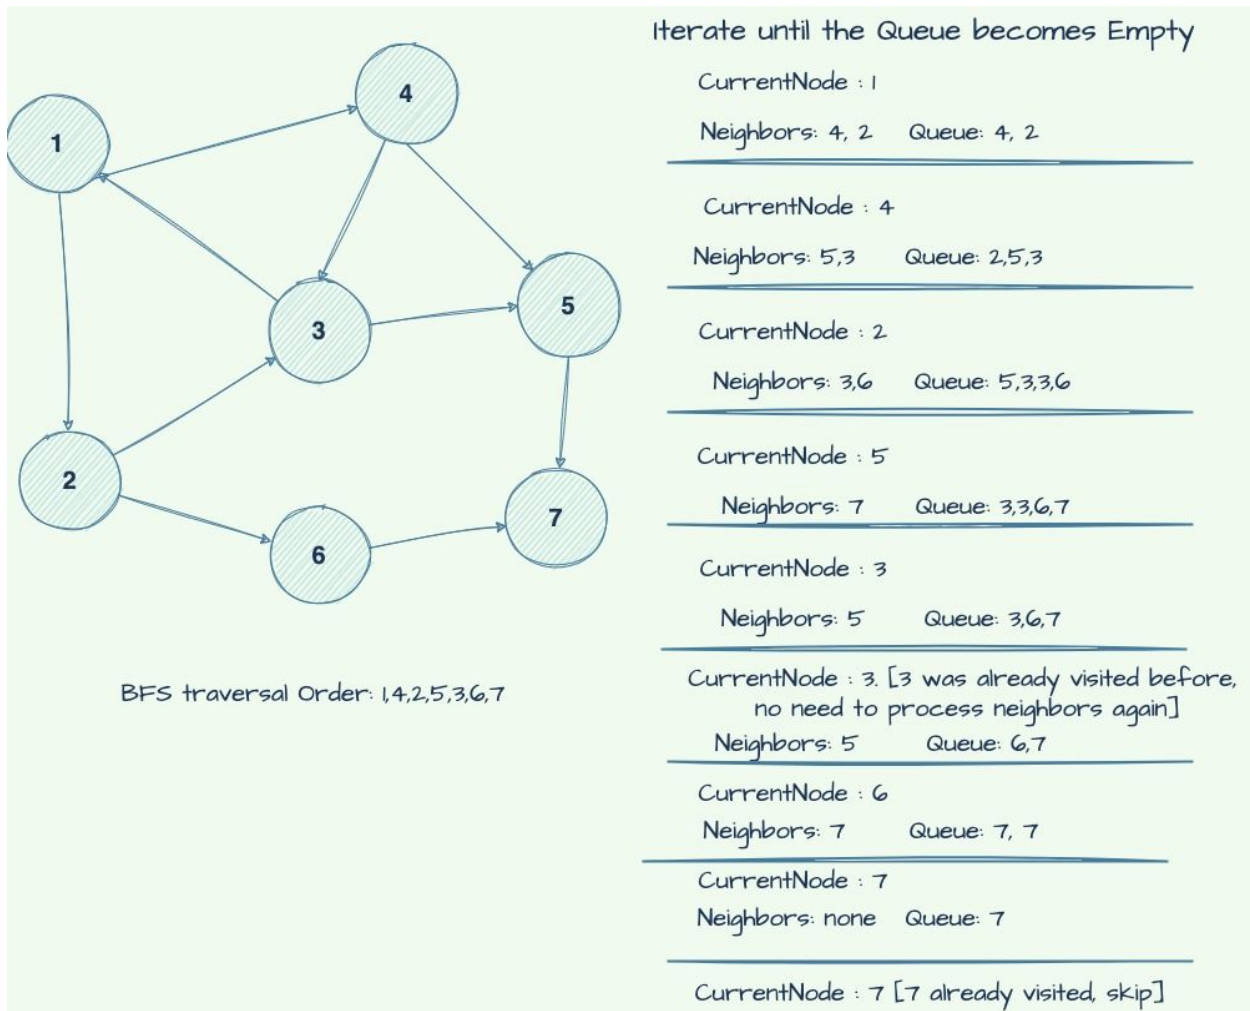 Iterate until the Queue becomes Empty
4
1
3
5
2
6
7
BFS traversal Order: 1,4,2,5,3,6,7
CurrentNode : 1
Neighbors: 4, 2 Queue: 4, 2
CurrentNode : 4
Neighbors: 5,3 Queue: 2,5,3
CurrentNode : 2
Neighbors: 3,6 Queue: 5,3,3,6
CurrentNode : 5
Neighbors: 7 Queue: 3,3,6,7
CurrentNode : 3
Neighbors: 5 Queue: 3,6,7
CurrentNode : 3. [3 was already visited before,
no need to process neighbors again]
Neighbors: 5 Queue: 6,7
CurrentNode : 6
Neighbors: 7 Queue: 7, 7
CurrentNode : 7
Neighbors: none Queue: 7
CurrentNode : 7 [7 already visited, skip]